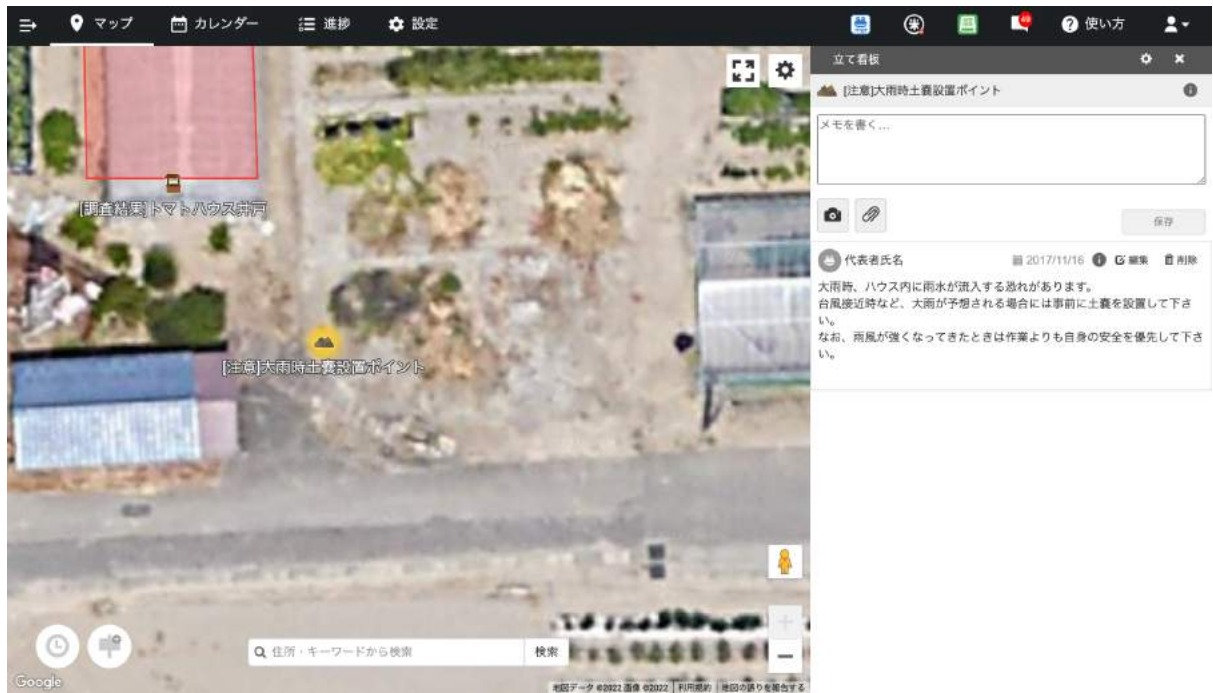 マップ
カレンダー
進捗
設定
49
使い方
立て看板
[注意]大雨時土嚢設置ポイント
メモを書く...
保存
代表者氏名
2017/11/16
編集
削除
大雨時、ハウス内に雨水が流入する恐れがあります。
台風接近時など、大雨が予想される場合には事前に土嚢を設置して下さ
い。
なお、雨風が強くなってきたときは作業よりも自身の安全を優先して下さ
い。
[調査結果]トマトハウス井戸
[注意]大雨時土嚢設置ポイント
住所・キーワードから検索
検索
Google
地図データ ©2022 画像 ©2022
利用規約
地図の誤りを報告する